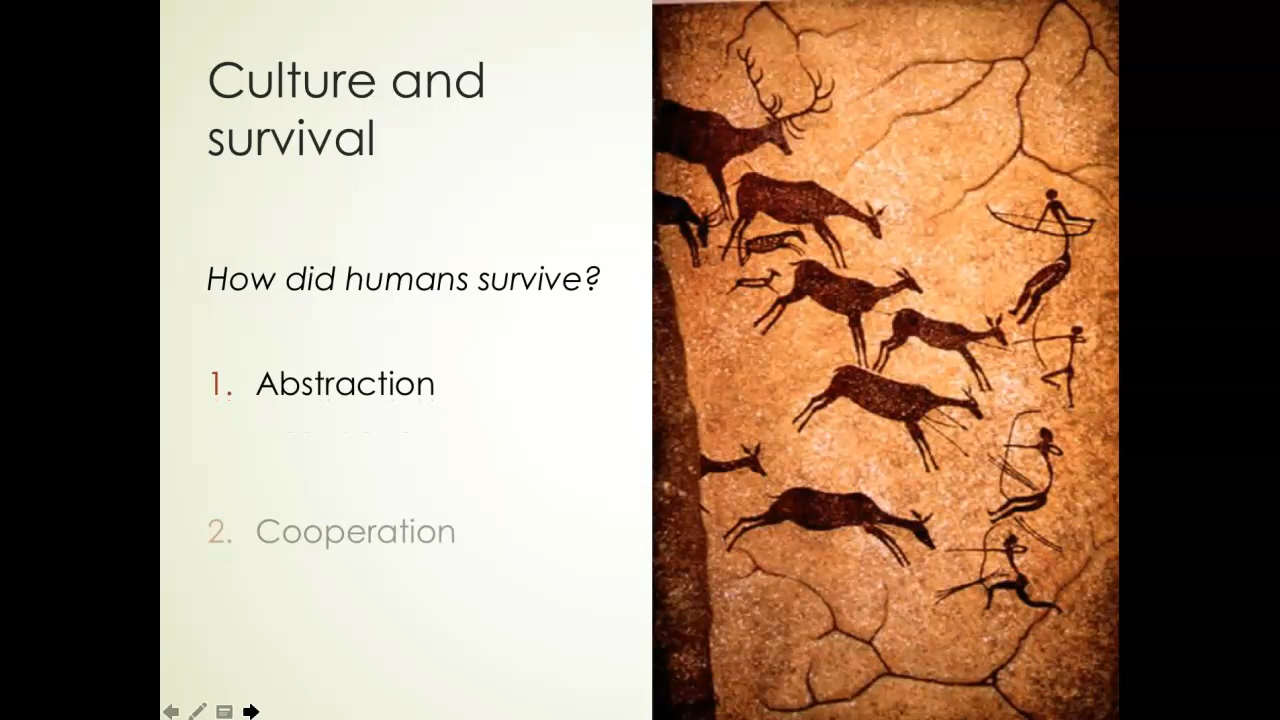 Culture and
survival
How did humans survive?
1. Abstraction
2. Cooperation